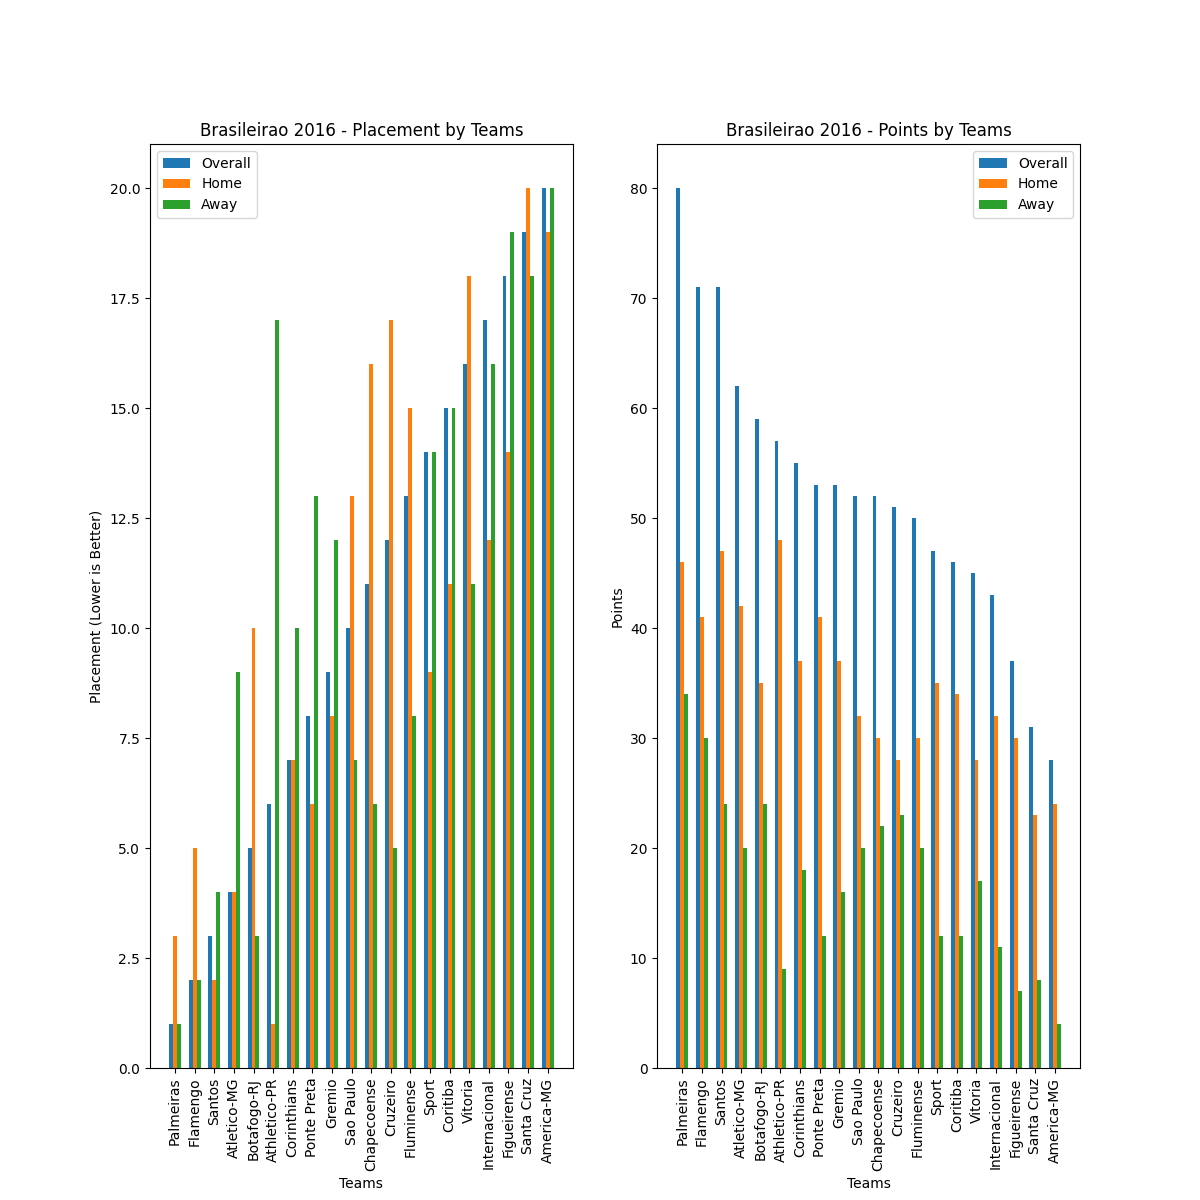 Brasileirao 2016 - Placement by Teams
Overall
Home
Away
20.0
17.5
15.0
12.5
10.0
7.5
5.0
2.5
0.0
Placement (Lower is Better)
Palmeiras
Flamengo
Santos
Atletico-MG
Botafogo-RJ
Athletico-PR
Corinthians
Ponte Preta
Gremio
Sao Paulo
Chapecoense
Cruzeiro
Fluminense
Sport
Coritiba
Vitoria
Internacional
Figueirense
Santa Cruz
America-MG
Teams
Brasileirao 2016 - Points by Teams
Overall
Home
Away
80
70
60
50
40
30
20
10
0
Points
Palmeiras
Flamengo
Santos
Atletico-MG
Botafogo-RJ
Athletico-PR
Corinthians
Ponte Preta
Gremio
Sao Paulo
Chapecoense
Cruzeiro
Fluminense
Sport
Coritiba
Vitoria
Internacional
Figueirense
Santa Cruz
America-MG
Teams